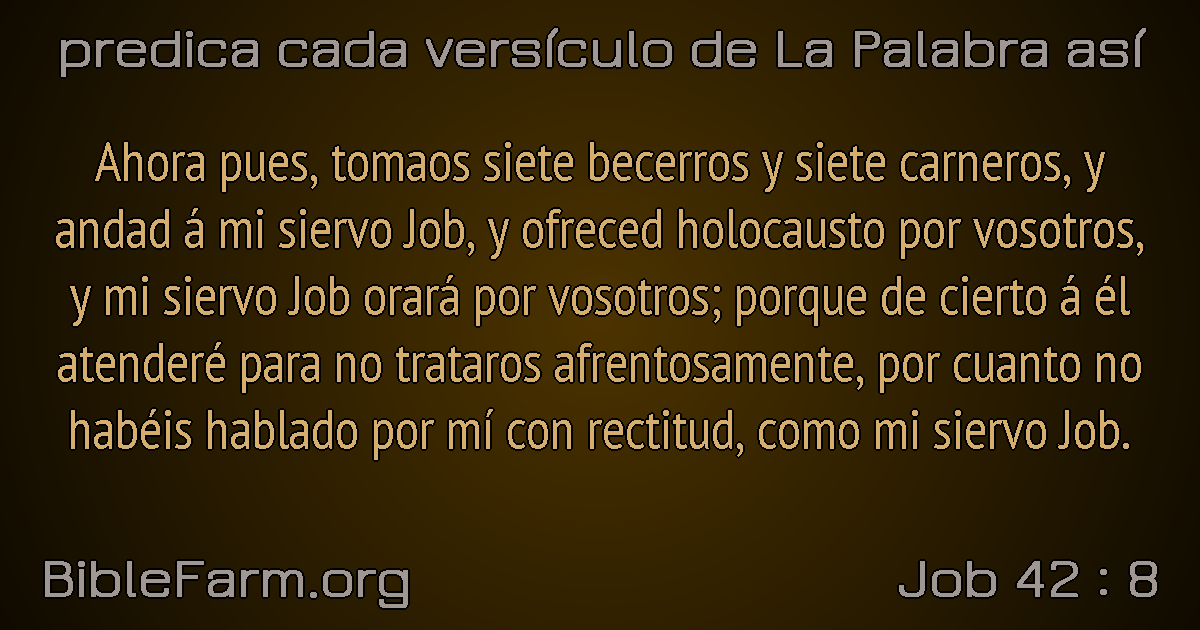 predica cada versículo de La Palabra así
Ahora pues, tomaos siete becerros y siete carneros, y
andad á mi siervo Job, y ofreced holocausto por vosotros,
y mi siervo Job orará por vosotros; porque de cierto á él
atenderé para no trataros afrentosamente, por cuanto no
habéis hablado por mí con rectitud, como mi siervo Job.
BibleFarm.org
Job 42 : 8